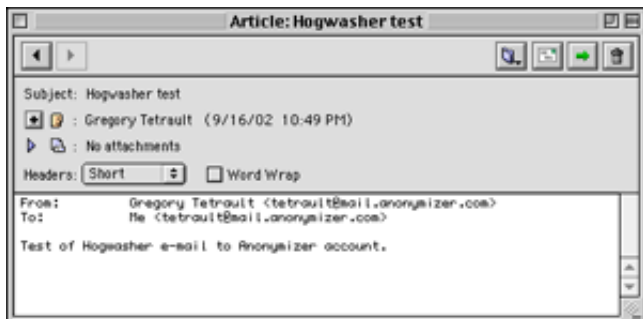 Article: Hogwasher test
Subject: Hogwasher test
: Gregory Tetrault (9/16/02 10:49 PM)
: No attachments
Headers: Short Word Wrap
From: Gregory Tetrault <tetrault@mail.anonymizer.com>
To: Me <tetrault@mail.anonymizer.com>
Test of Hogwasher e-mail to Anonymizer account.